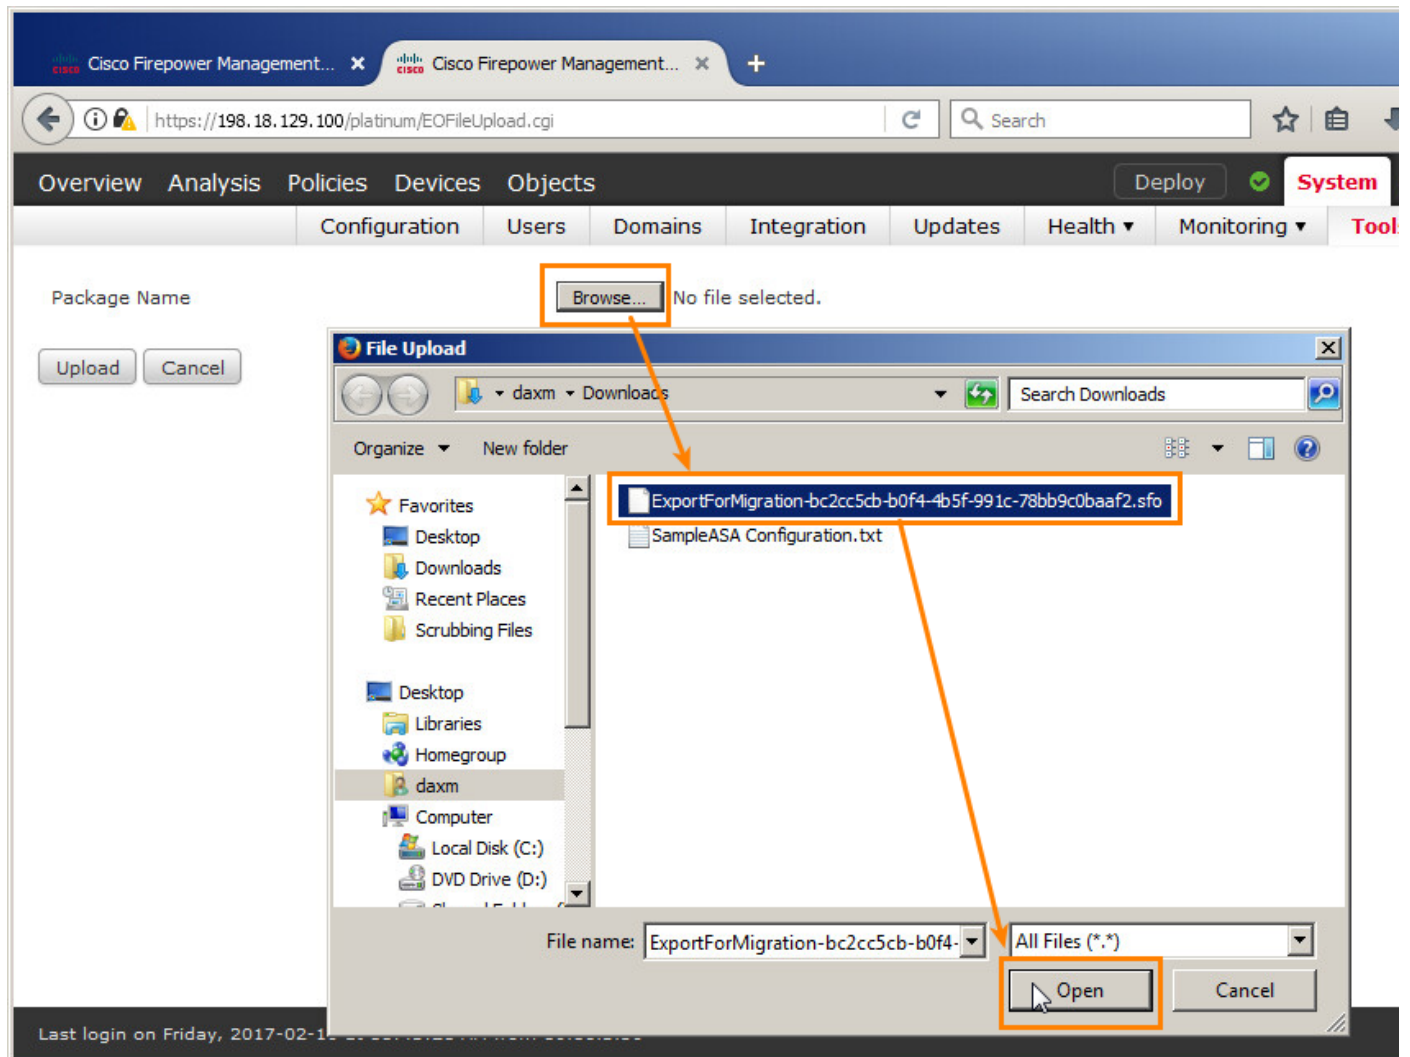 Cisco Firepower Management...
Cisco Firepower Management...
https://198.18.129.100/platinum/EOFileUpload.cgi
Search
Overview Analysis Policies Devices Objects Deploy System
Configuration Users Domains Integration Updates Health Monitoring
Package Name Browse... No file selected.
Upload Cancel
File Upload
daxm Downloads
Search Downloads
Organize New folder
Favorites
Desktop
Downloads
Recent Places
Scrubbing Files
Desktop
Libraries
Homegroup
daxm
Computer
Local Disk (C:)
DVD Drive (D:)
ExportForMigration-bc2cc5cb-b0f4-4b5f-991c-78bb9c0baaf2.sfo
SampleASA Configuration.txt
File name: ExportForMigration-bc2cc5cb-b0f4- All Files (*.*)
Open Cancel
Last login on Friday, 2017-02-1